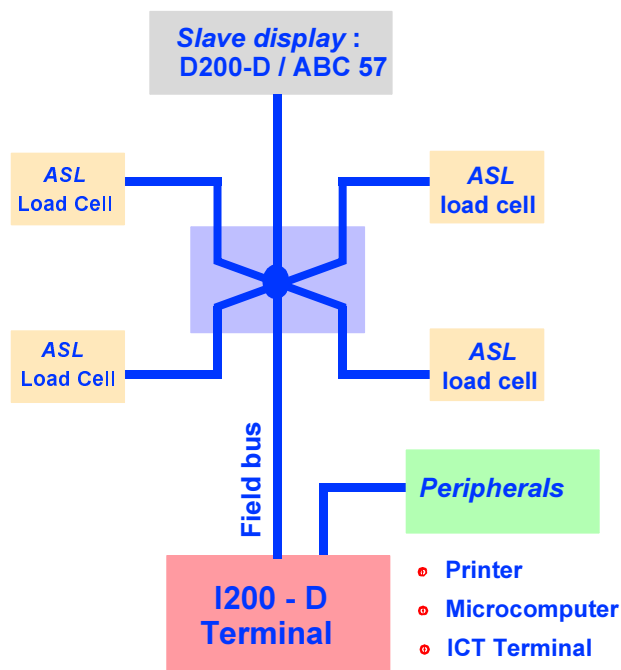 Slave display :
D200-D / ABC 57
ASL
Load Cell
ASL
load cell
ASL
Load Cell
ASL
load cell
Field bus
Peripherals
I200 - D
Terminal
Printer
Microcomputer
ICT Terminal